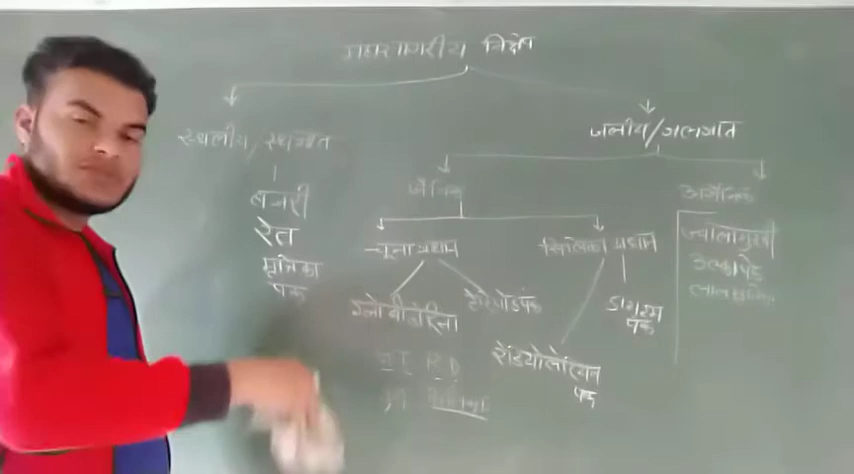 महासागरीय निक्षेप
स्थलीय/स्थलजात
जलीय/जलजात
बजरी
रेत
मृत्तिका
पंक
जैविक
अजैविक
चूना प्रधान
सिलिका प्रधान
ग्लोबीजेरिना
टेरोपॉड पंक
रेडियोलेरियन
पंक
डायटम
पंक
ज्वालामुखी
उल्कापिंड
लाल मृत्तिका